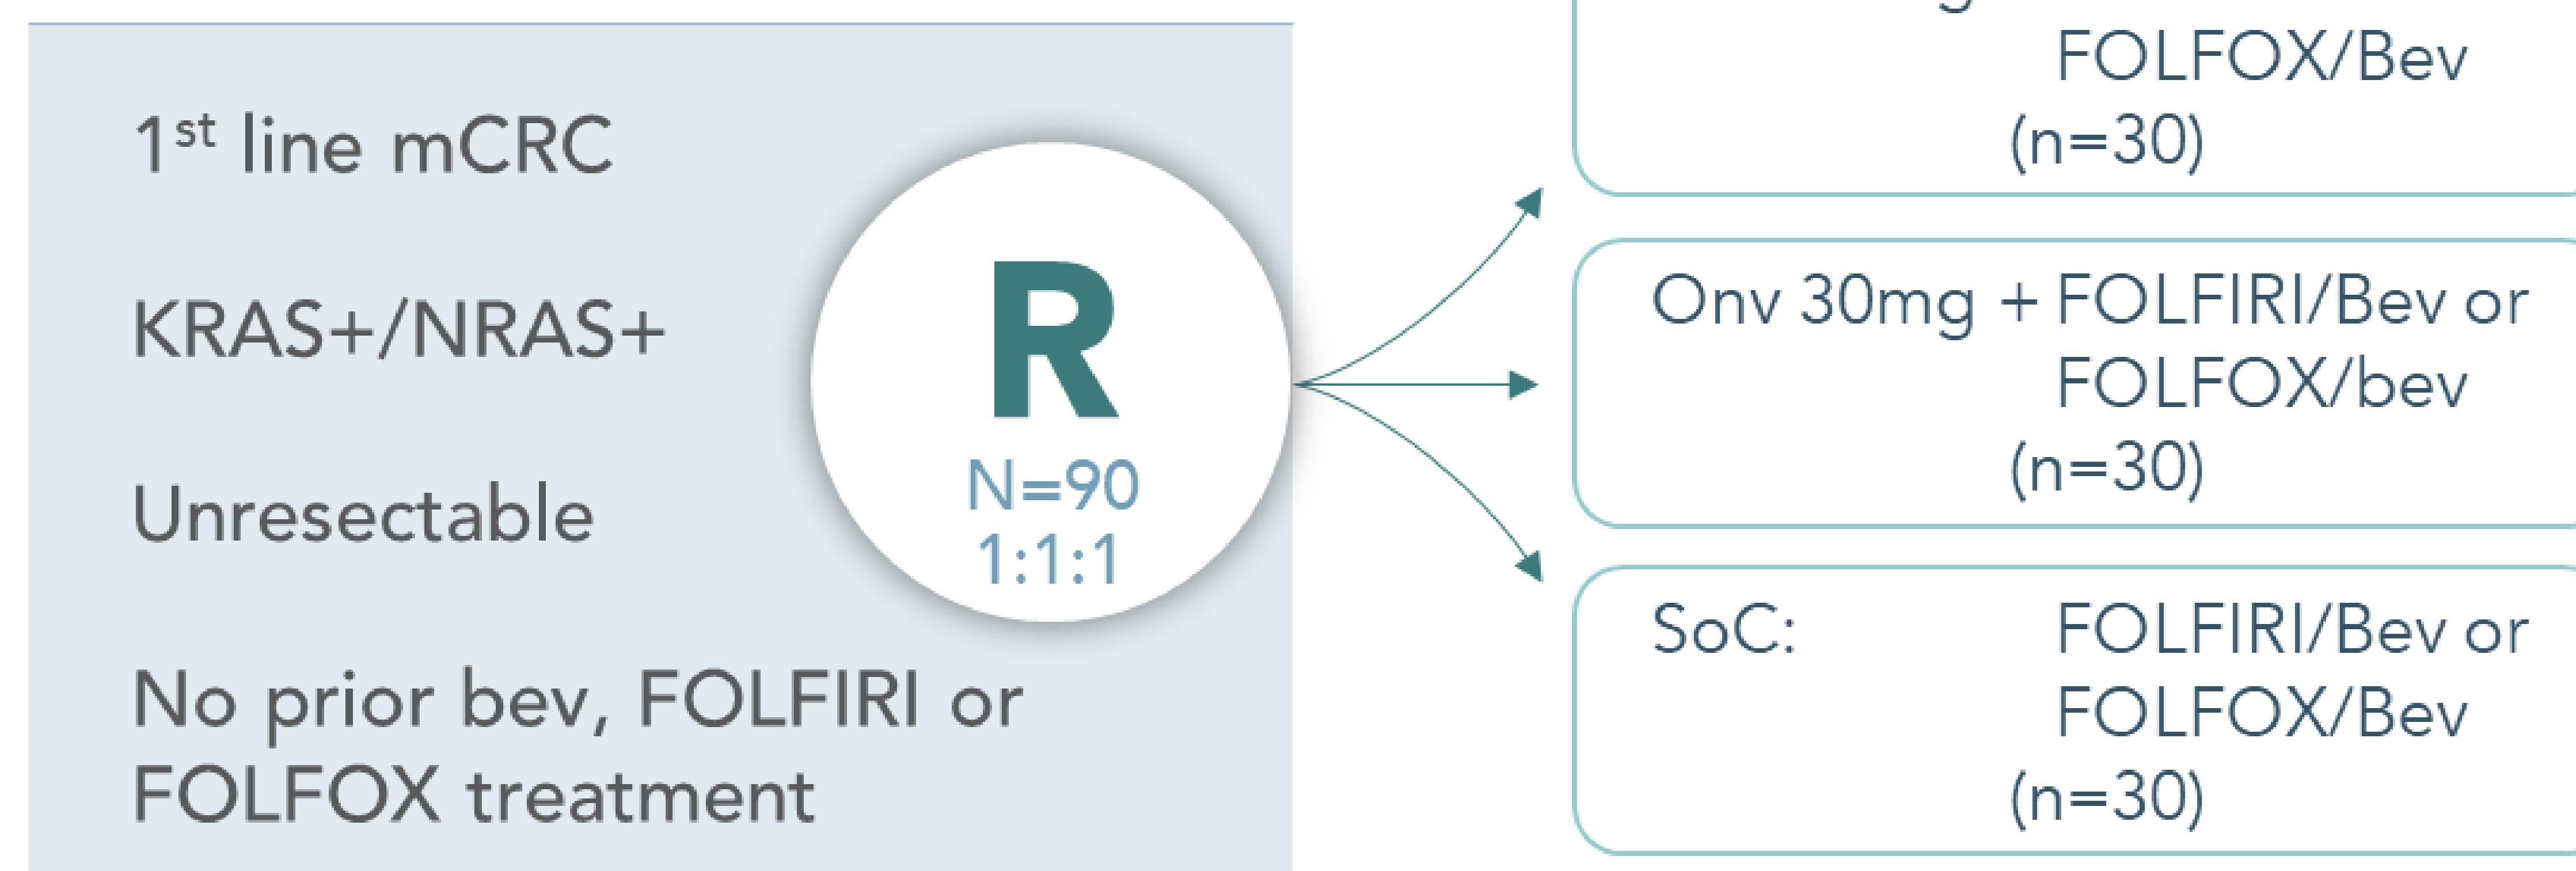 1st line mCRC
KRAS+/NRAS+
Unresectable
No prior bev, FOLFIRI or
FOLFOX treatment
R
N=90
1:1:1
FOLFOX/Bev
(n=30)
Onv 30mg + FOLFIRI/Bev or
FOLFOX/bev
(n=30)
SoC: FOLFIRI/Bev or
FOLFOX/Bev
(n=30)